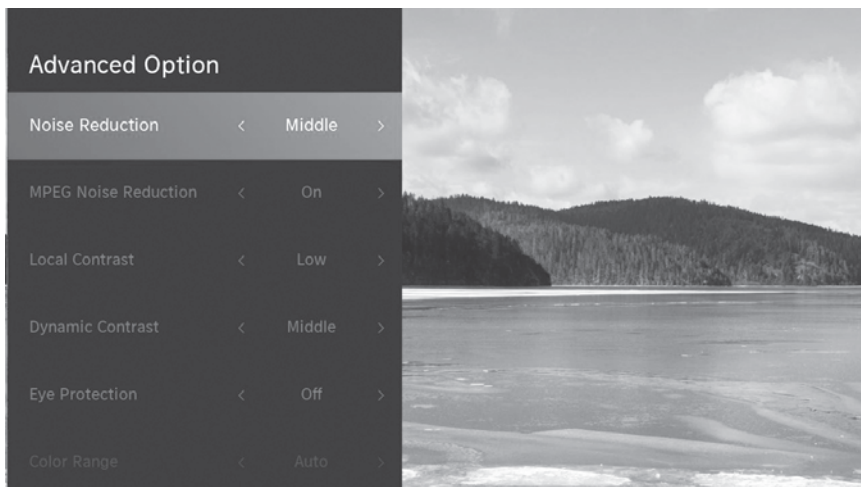 Advanced Option
Noise Reduction < Middle >
MPEG Noise Reduction < On >
Local Contrast < Low >
Dynamic Contrast < Middle >
Eye Protection < Off >
Color Range < Auto >